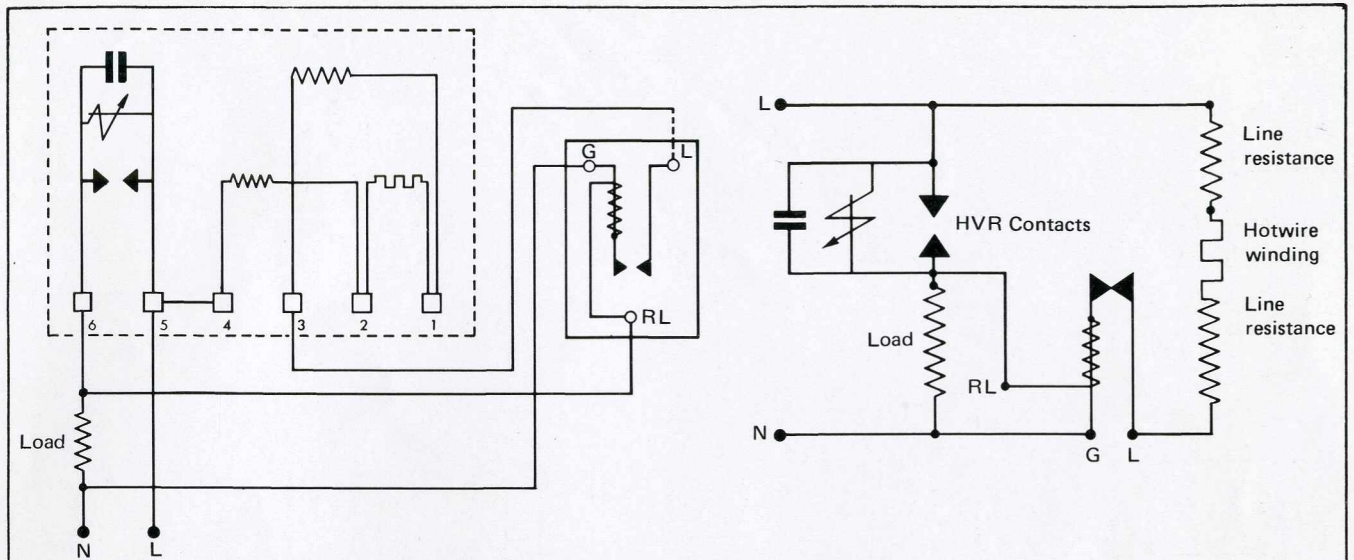 G
L
RL
6
5
4
3
2
1
Load
N
L
L
Line
resistance
HVR Contacts
Hotwire
winding
Line
resistance
Load
RL
N
G
L